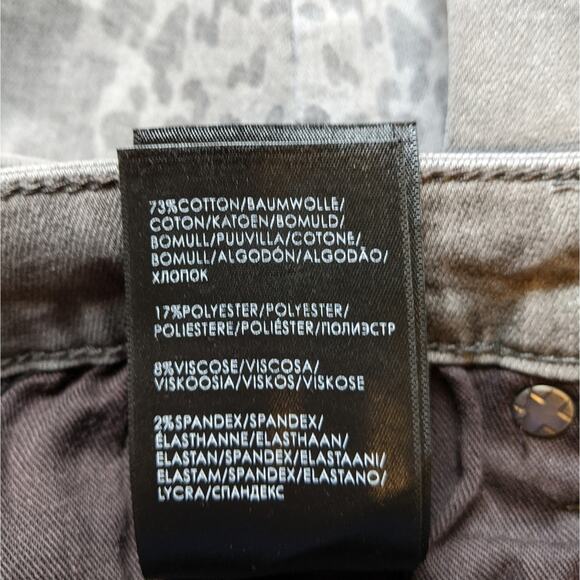 73%COTTON/BAUMWOLLE/
COTON/KATOEN/BOMULD/
BOMULL/PUUVILLA/COTONE/
BOMULL/ALGODÓN/ALGODÃO/
ХЛОПОК
17%POLYESTER/POLYESTER/
POLIESTERE/POLIÉSTER/ПОЛИЭСТР
8%VISCOSE/VISCOSA/
VISKOOSIA/VISKOS/VISKOSE
2%SPANDEX/SPANDEX/
ÉLASTHANNE/ELASTHAAN/
ELASTAN/SPANDEX/ELASTAANI/
ELASTAM/SPANDEX/ELASTANO/
LYCRA/СПАНДЕКС